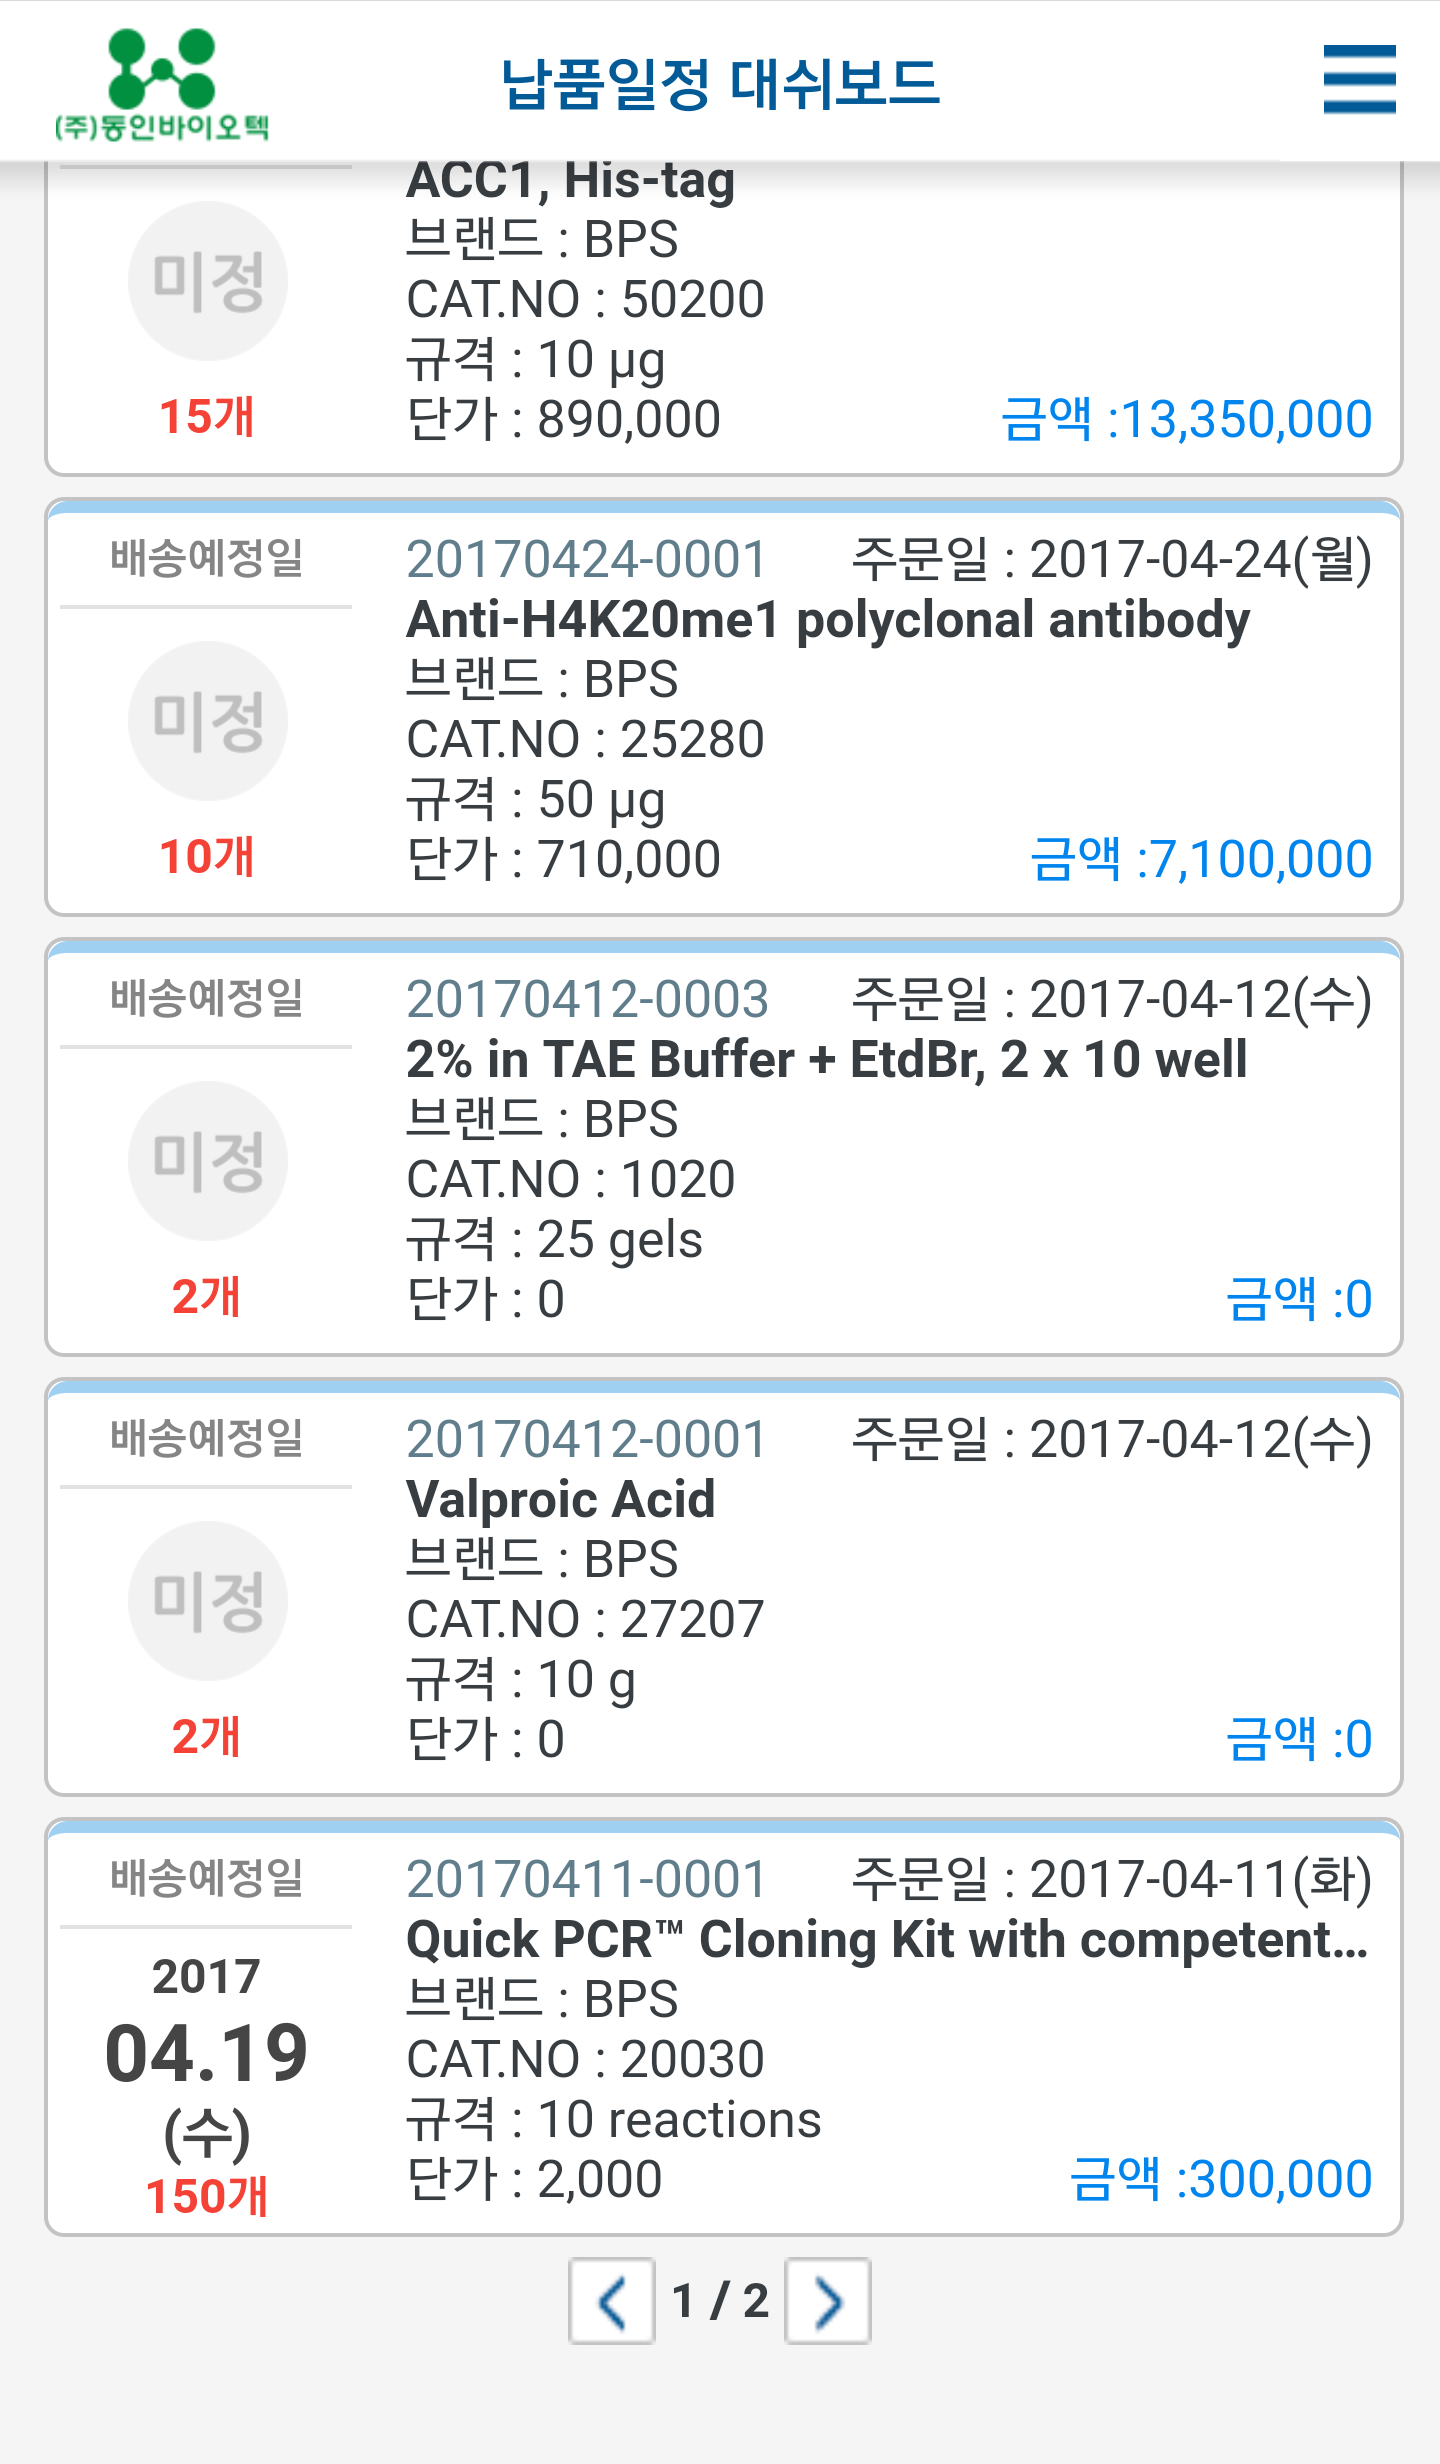 (주)동인바이오텍
납품일정 대쉬보드
ACC1, His-tag
브랜드 : BPS
미정
CAT.NO : 50200
규격 : 10 µg
15개
단가 : 890,000 금액 :13,350,000
배송예정일
20170424-0001 주문일 : 2017-04-24(월)
Anti-H4K20me1 polyclonal antibody
브랜드 : BPS
미정
CAT.NO : 25280
규격 : 50 µg
10개
단가 : 710,000 금액 :7,100,000
배송예정일
20170412-0003 주문일 : 2017-04-12(수)
2% in TAE Buffer + EtdBr, 2 x 10 well
브랜드 : BPS
미정
CAT.NO : 1020
규격 : 25 gels
2개
단가 : 0 금액 :0
배송예정일
20170412-0001 주문일 : 2017-04-12(수)
Valproic Acid
브랜드 : BPS
미정
CAT.NO : 27207
규격 : 10 g
2개
단가 : 0 금액 :0
배송예정일
20170411-0001 주문일 : 2017-04-11(화)
Quick PCR™ Cloning Kit with competent...
2017
브랜드 : BPS
04.19
CAT.NO : 20030
(수)
규격 : 10 reactions
150개
단가 : 2,000 금액 :300,000
1 / 2